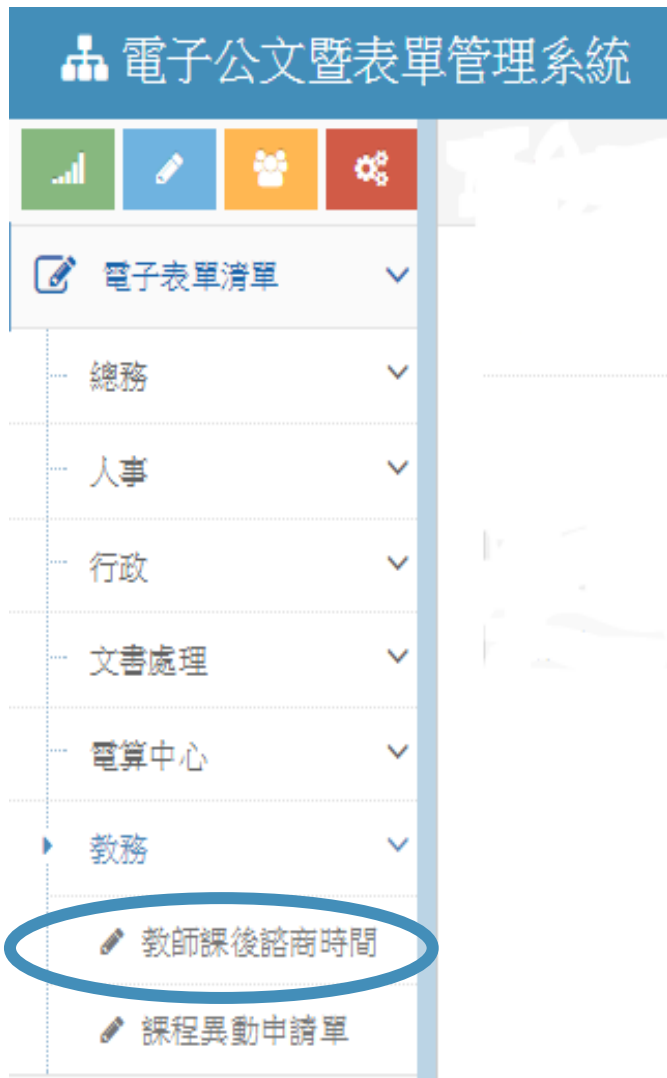 電子公文暨表單管理系統
電子表單清單
總務
人事
行政
文書處理
電算中心
教務
教師課後諮商時間
課程異動申請單